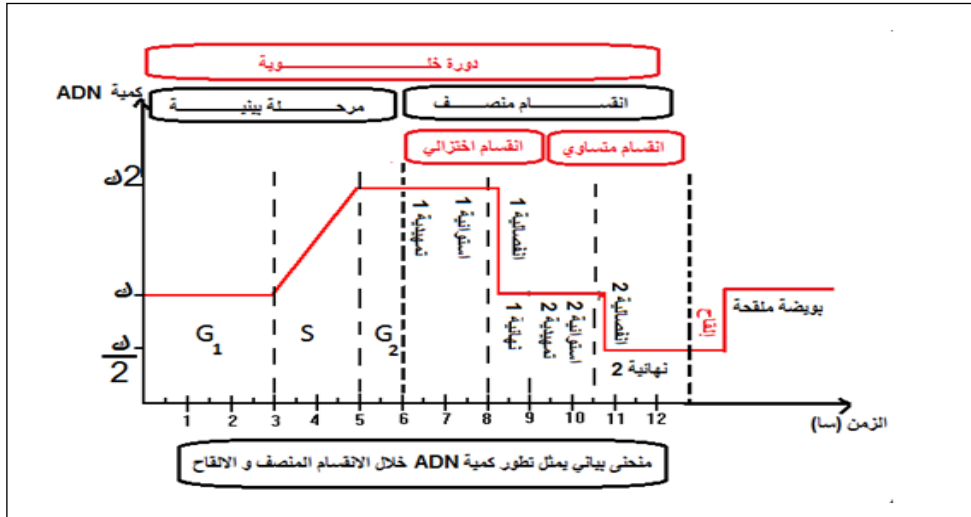 دورة خلـــــــوية
كمية ADN
مرحـــــلة بينيـــــة
انقســـــام منصـــف
انقسام اختزالي
انقسام متساوي
2ك
ك
ك
2
G1
S
G2
تمهيدية 1
استوائية 1
انفصالية 1
نهائية 1
تمهيدية 2
استوائية 2
انفصالية 2
نهائية 2
إلقاح
بويضة ملقحة
1 2 3 4 5 6 7 8 9 10 11 12
الزمن (سا)
منحنى بياني يمثل تطور كمية ADN خلال الانقسام المنصف و الالقاح